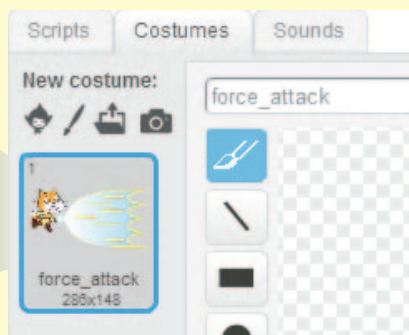 Scripts Costumes Sounds
New costume:
force_attack
1
force_attack
286x148